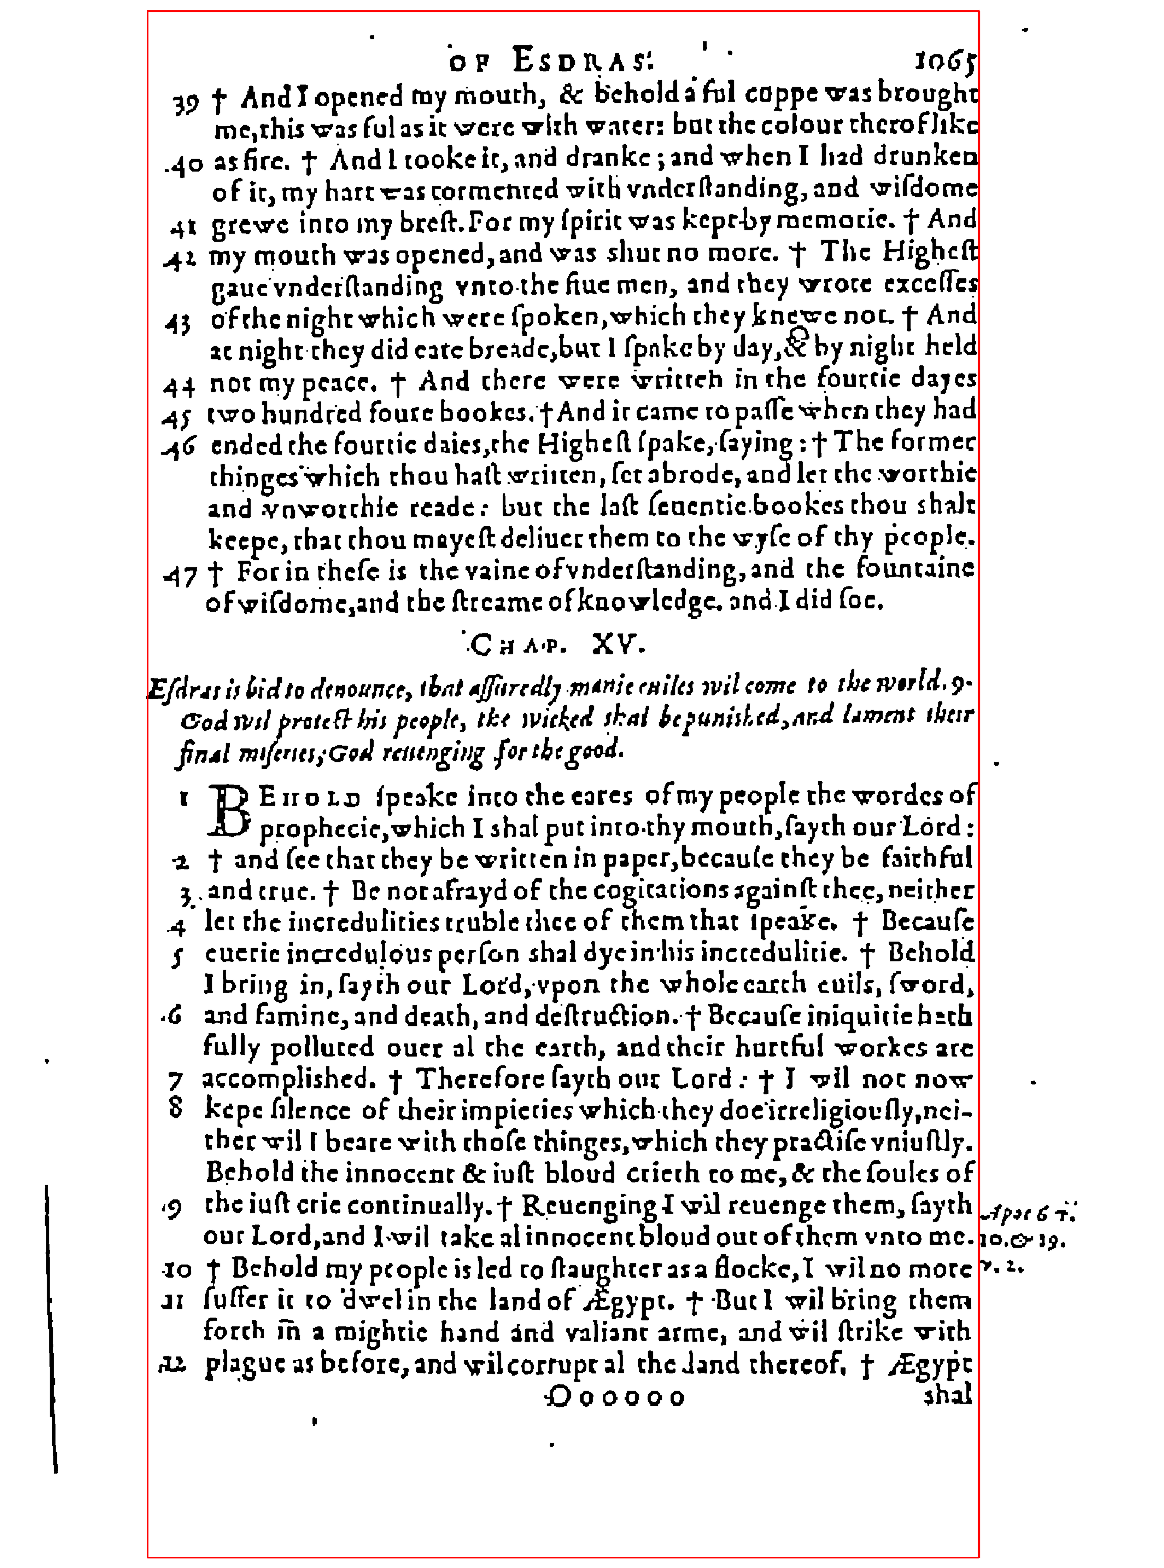 OF ESDRAS. 1065
39 † And I opened my mouth, & behold a ful cuppe was brought
me, this was ful as it were with water: but the colour therof like
40 as fire. † And I tooke it, and dranke; and when I had drunken
of it, my hart was tormented with vnderſtanding, and wiſdome
41 grewe into my breſt. For my ſpirit was kept by memorie. † And
42 my mouth was opened, and was shut no more. † The Higheſt
gaue vnderſtanding vnto the fiue men, and they wrote exceſſes
43 of the night which were ſpoken, which they knewe not. † And
at night they did eate breade, but I ſpake by day, & by night held
44 not my peace. † And there were written in the fourtie dayes
45 two hundred foure bookes. † And it came to paſſe when they had
46 ended the fourtie daies, the Higheſt ſpake, ſaying: † The former
thinges which thou haſt written, ſet abrode, and let the worthie
and vnworthie reade: but the laſt ſeuentie bookes thou shalt
keepe, that thou mayeſt deliuer them to the wyſe of thy people.
47 † For in theſe is the vaine of vnderſtanding, and the fountaine
of wiſdome, and the ſtreame of knowledge. and I did ſoe.
CHAP. XV.
Eſdras is bid to denounce, that aſſuredly manie euiles wil come to the world. 9.
God wil protect his people, the wicked shal be punished, and lament their
final miſeries, God reuenging for the good.
1 BEHOLD ſpeake into the eares of my people the wordes of
prophecie, which I shal put into thy mouth, ſayth our Lord:
2 † and ſee that they be written in paper, becauſe they be faithful
3 and true. † Be not afrayd of the cogitations againſt thee, neither
4 let the incredulities truble thee of them that ſpeake. † Becauſe
5 euerie incredulous perſon shal dye in his incredulitie. † Behold
I bring in, ſayth our Lord, vpon the whole earth euils, ſword,
6 and famine, and death, and deſtruction. † Becauſe iniquitie hath
fully polluted ouer al the earth, and their hurtful workes are
7 accomplished. † Therefore ſayth our Lord: † I wil not now
8 kepe ſilence of their impieties which they doe irreligiouſly, nei-
ther wil I beare with thoſe thinges, which they practiſe vniuſtly.
Behold the innocent & iuſt bloud crieth to me, & the ſoules of
9 the iuſt crie continually. † Reuenging I wil reuenge them, ſayth Apoc 6 v.
our Lord, and I wil take al innocent bloud out of them vnto me. 10. & 19.
10 † Behold my people is led to ſlaughter as a flocke, I wil no more v. 2.
11 ſuffer it to dwel in the land of Ægypt. † But I wil bring them
forth in a mightie hand and valiant arme, and wil ſtrike with
12 plague as before, and wil corrupt al the land thereof. † Ægypt
Oooooo shal